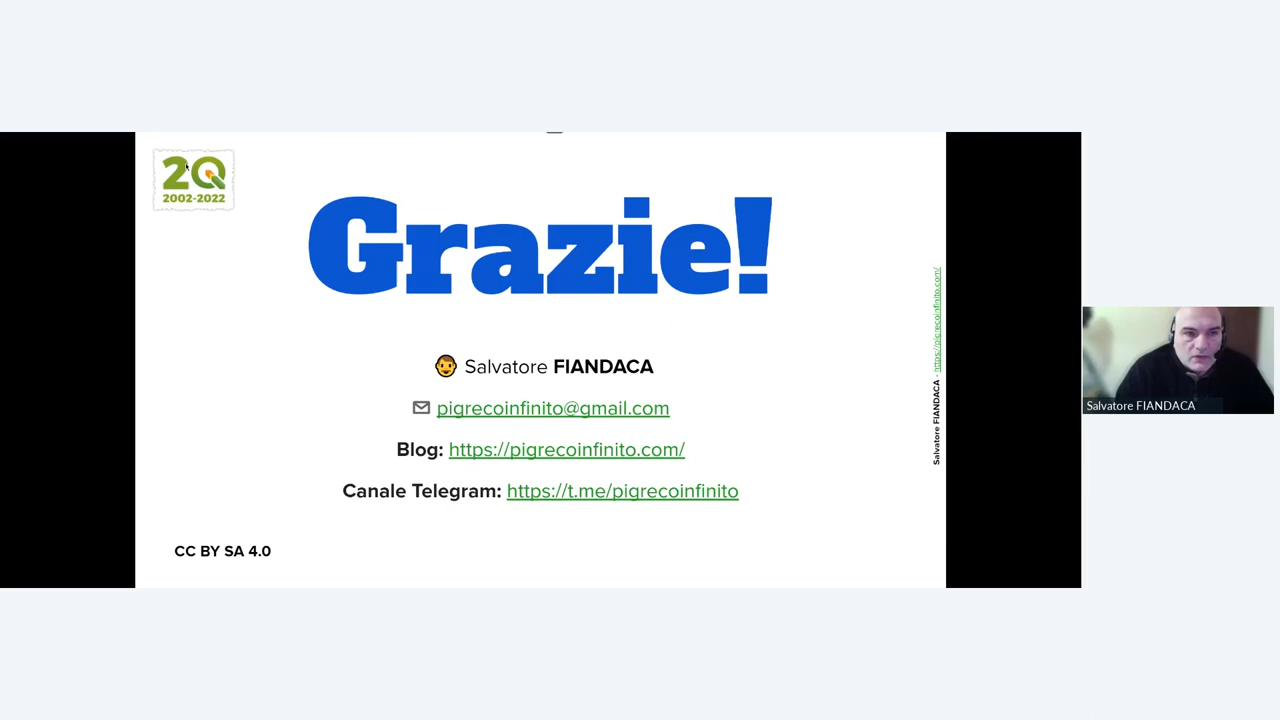 2Q
2002-2022
Grazie!
Salvatore FIANDACA
pigrecoinfinito@gmail.com
Blog: https://pigrecoinfinito.com/
Canale Telegram: https://t.me/pigrecoinfinito
CC BY SA 4.0
Salvatore FIANDACA - https://pigrecoinfinito.com/
Salvatore FIANDACA